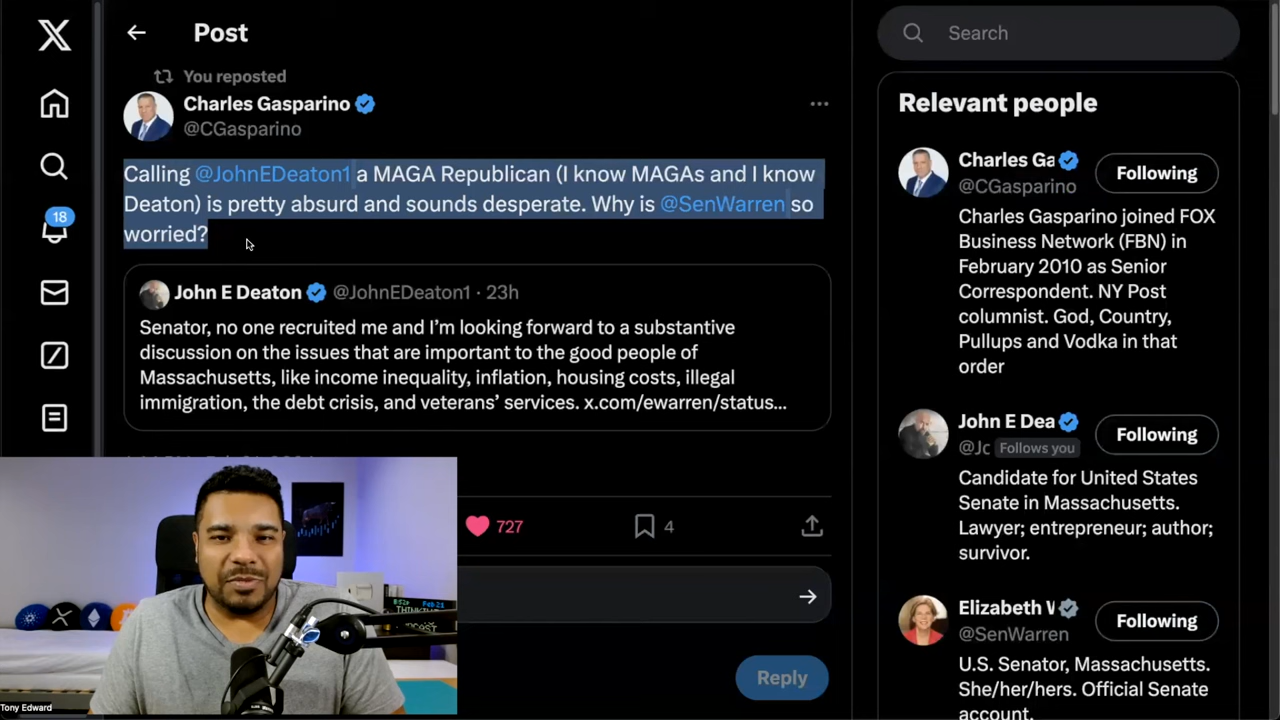 Post
Search
You reposted
Charles Gasparino
@CGasparino
Calling @JohnEDeaton1 a MAGA Republican (I know MAGAs and I know
Deaton) is pretty absurd and sounds desperate. Why is @SenWarren so
worried?
John E Deaton @JohnEDeaton1 · 23h
Senator, no one recruited me and I'm looking forward to a substantive
discussion on the issues that are important to the good people of
Massachusetts, like income inequality, inflation, housing costs, illegal
immigration, the debt crisis, and veterans' services. x.com/ewarren/status...
727
4
Reply
18
Relevant people
Charles Ga
@CGasparino
Following
Charles Gasparino joined FOX
Business Network (FBN) in
February 2010 as Senior
Correspondent. NY Post
columnist. God, Country,
Pullups and Vodka in that
order
John E Dea
@Jc Follows you
Following
Candidate for United States
Senate in Massachusetts.
Lawyer; entrepreneur; author;
survivor.
Elizabeth W
@SenWarren
Following
U.S. Senator, Massachusetts.
She/her/hers. Official Senate
account.
Feb21
THINKING
Tony Edward